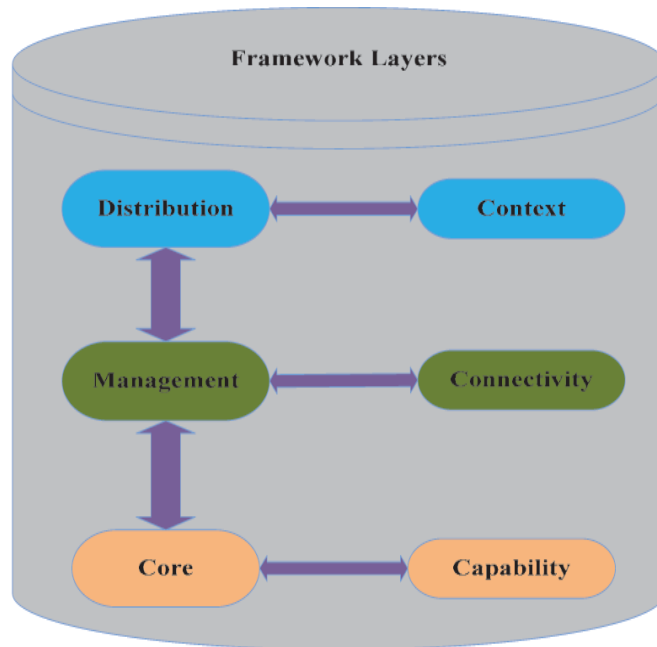 Framework Layers
Distribution
Context
Management
Connectivity
Core
Capability